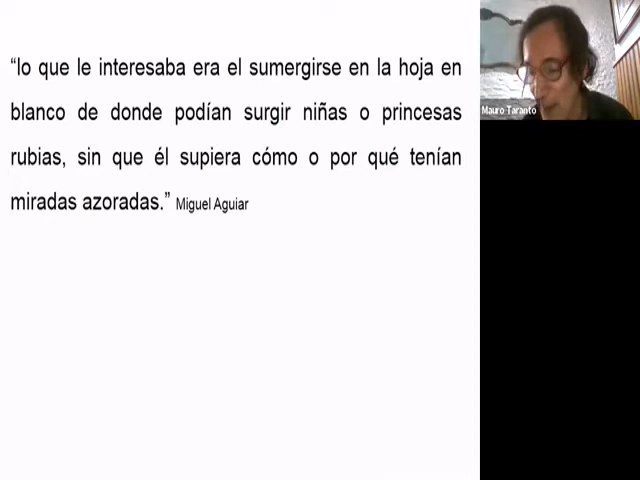 “lo que le interesaba era el sumergirse en la hoja en
blanco de donde podían surgir niñas o princesas
rubias, sin que él supiera cómo o por qué tenían
miradas azoradas.” Miguel Aguiar
Mauro Taranto